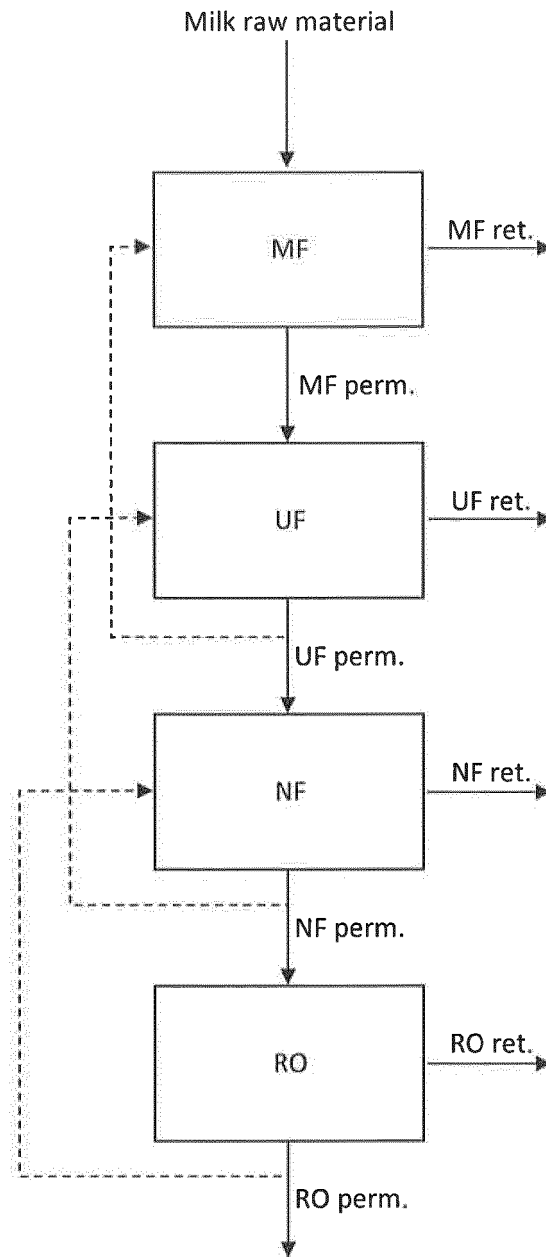 Milk raw material
MF
MF ret.
MF perm.
UF
UF ret.
UF perm.
NF
NF ret.
NF perm.
RO
RO ret.
RO perm.